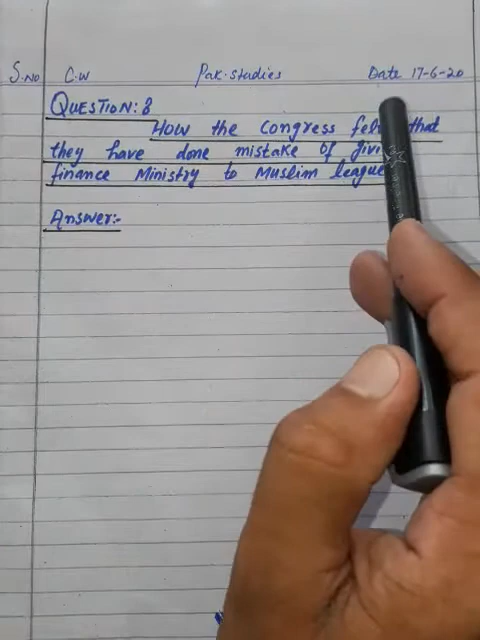 S.No C.W Pak.studies Date 17-6-20
QUESTION:8
How the Congress felt that
they have done mistake of givi
finance Ministry to Muslim league
Answer:-